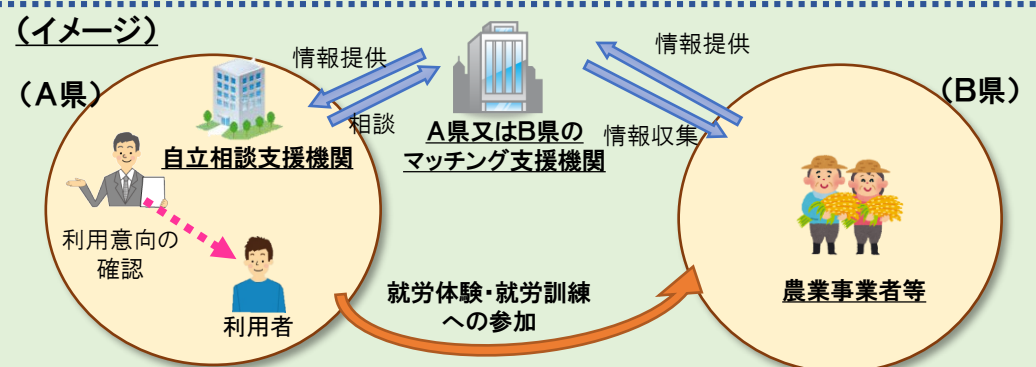 （イメージ）
（Ａ県）
自立相談支援機関
利用意向の
確認
利用者
情報提供
相談
Ａ県又はＢ県の
マッチング支援機関
情報提供
情報収集
（Ｂ県）
農業事業者等
就労体験・就労訓練
への参加